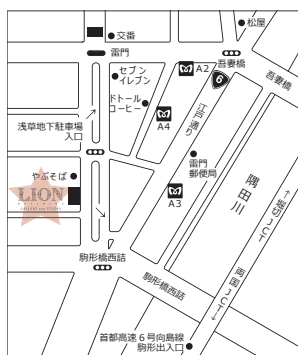 松屋
交番
雷門
吾妻橋
6
A2
セブン
イレブン
吾妻橋
ドトール
コーヒー
A4
江戸通り
浅草地下駐車場
入口
雷門
郵便局
隅田川
やぶそば
LION
A3
↑堀切JCT
駒形橋西詰
駒形橋西詰
両国JCT↓
首都高速6号向島線
駒形出入口